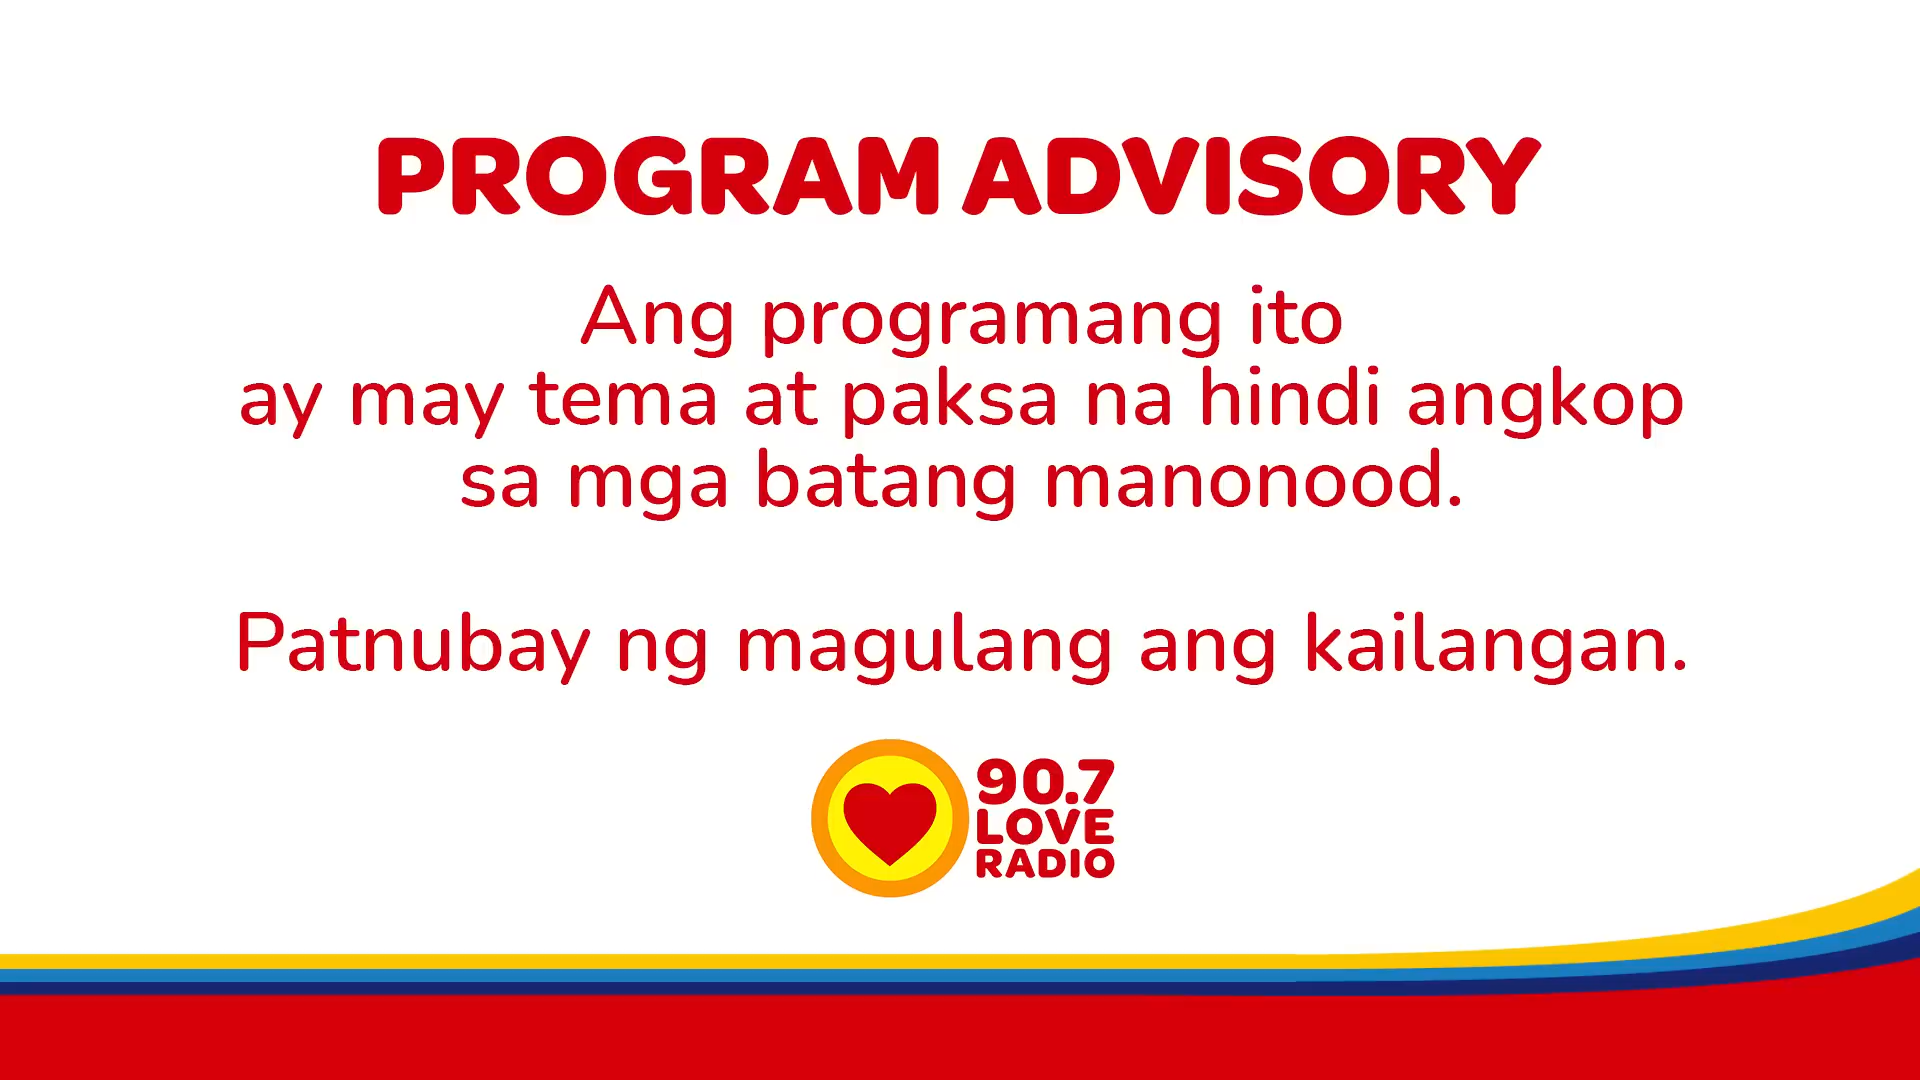 PROGRAM ADVISORY
Ang programang ito
ay may tema at paksa na hindi angkop
sa mga batang manonood.
Patnubay ng magulang ang kailangan.
90.7
LOVE
RADIO